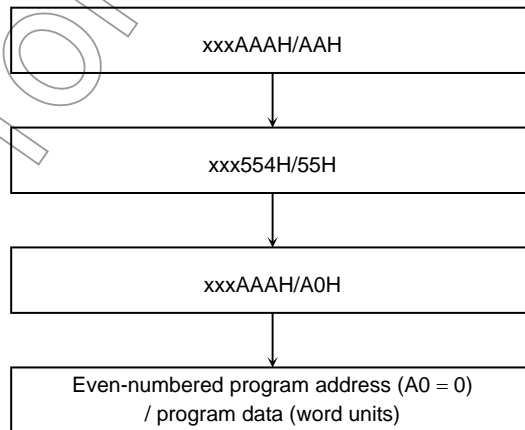 xxxAAAH/AAH
xxx554H/55H
xxxAAAH/A0H
Even-numbered program address (A0 = 0)
/ program data (word units)